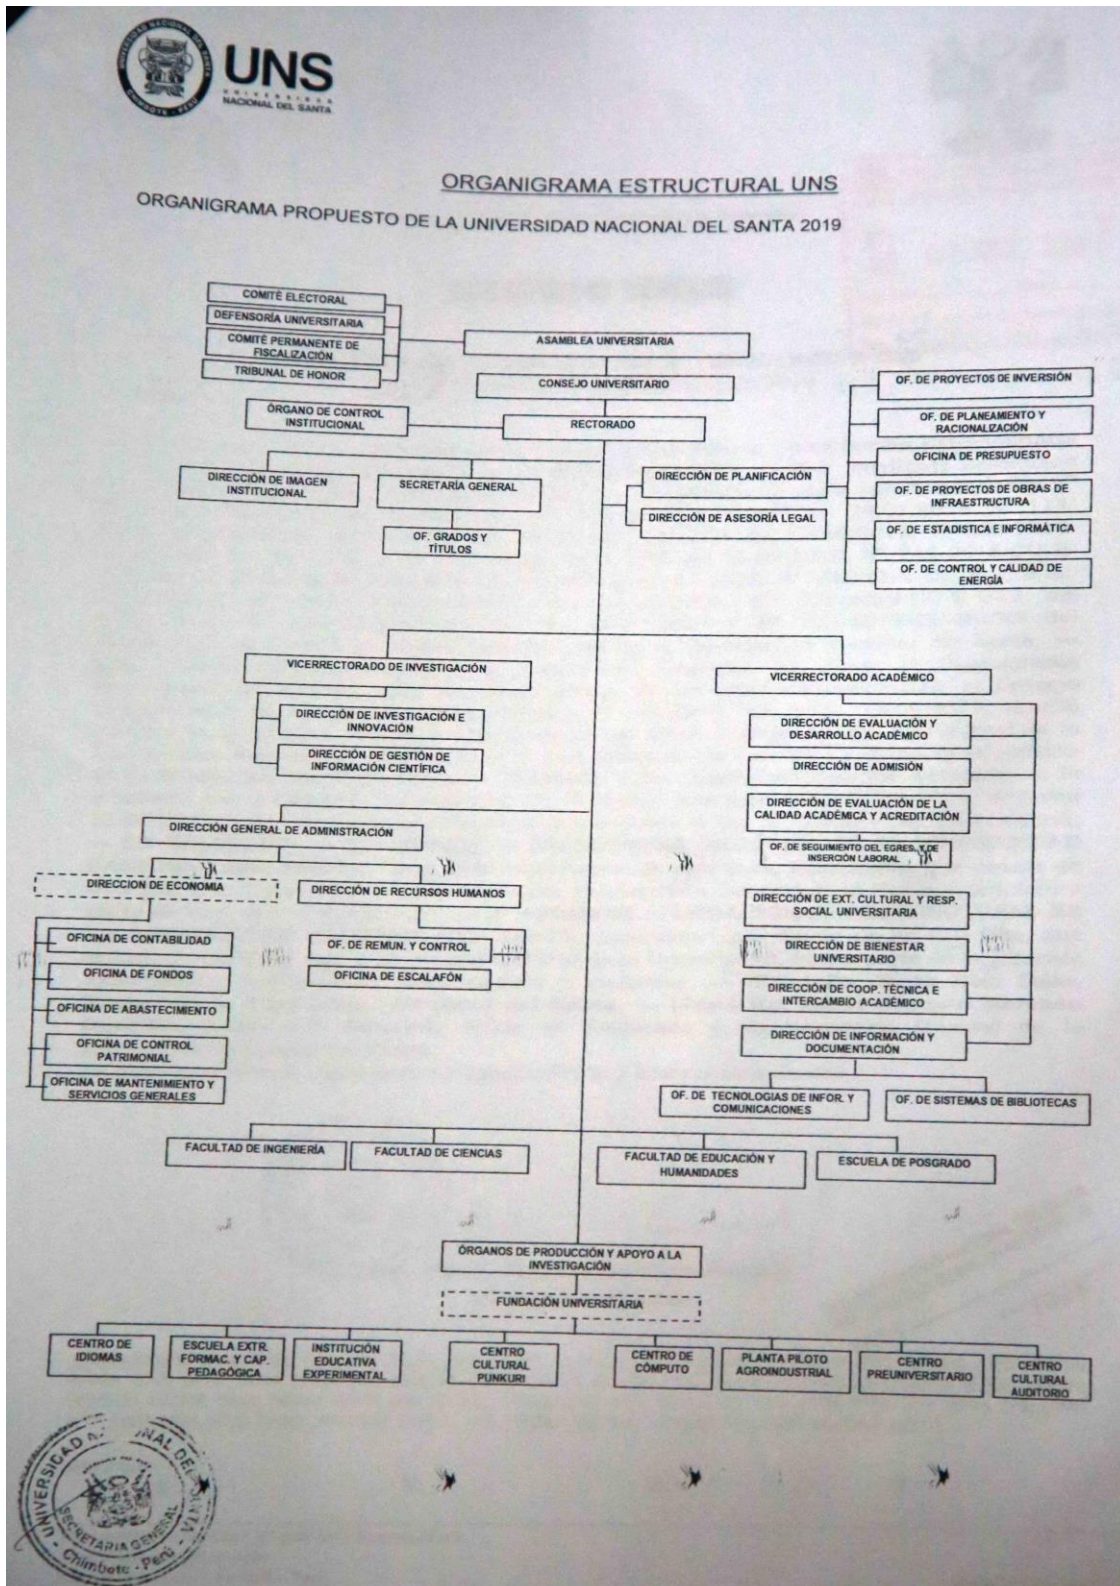 UNIVERSIDAD NACIONAL DEL SANTA
CHIMBOTE - PERÚ
UNS
UNIVERSIDAD
NACIONAL DEL SANTA
ORGANIGRAMA ESTRUCTURAL UNS
ORGANIGRAMA PROPUESTO DE LA UNIVERSIDAD NACIONAL DEL SANTA 2019
COMITÉ ELECTORAL
DEFENSORÍA UNIVERSITARIA
COMITÉ PERMANENTE DE
FISCALIZACIÓN
TRIBUNAL DE HONOR
ASAMBLEA UNIVERSITARIA
CONSEJO UNIVERSITARIO
ÓRGANO DE CONTROL
INSTITUCIONAL
RECTORADO
OF. DE PROYECTOS DE INVERSIÓN
OF. DE PLANEAMIENTO Y
RACIONALIZACIÓN
OFICINA DE PRESUPUESTO
OF. DE PROYECTOS DE OBRAS DE
INFRAESTRUCTURA
OF. DE ESTADISTICA E INFORMÁTICA
OF. DE CONTROL Y CALIDAD DE
ENERGÍA
DIRECCIÓN DE IMAGEN
INSTITUCIONAL
SECRETARÍA GENERAL
OF. GRADOS Y
TÍTULOS
DIRECCIÓN DE PLANIFICACIÓN
DIRECCIÓN DE ASESORÍA LEGAL
VICERRECTORADO DE INVESTIGACIÓN
DIRECCIÓN DE INVESTIGACIÓN E
INNOVACIÓN
DIRECCIÓN DE GESTIÓN DE
INFORMACIÓN CIENTÍFICA
VICERRECTORADO ACADÉMICO
DIRECCIÓN DE EVALUACIÓN Y
DESARROLLO ACADÉMICO
DIRECCIÓN DE ADMISIÓN
DIRECCIÓN DE EVALUACIÓN DE LA
CALIDAD ACADÉMICA Y ACREDITACIÓN
OF. DE SEGUIMIENTO DEL EGRES. Y DE
INSERCIÓN LABORAL
DIRECCIÓN DE EXT. CULTURAL Y RESP.
SOCIAL UNIVERSITARIA
DIRECCIÓN DE BIENESTAR
UNIVERSITARIO
DIRECCIÓN DE COOP. TÉCNICA E
INTERCAMBIO ACADÉMICO
DIRECCIÓN DE INFORMACIÓN Y
DOCUMENTACIÓN
OF. DE TECNOLOGIAS DE INFOR. Y
COMUNICACIONES
OF. DE SISTEMAS DE BIBLIOTECAS
DIRECCIÓN GENERAL DE ADMINISTRACIÓN
DIRECCION DE ECONOMIA
OFICINA DE CONTABILIDAD
OFICINA DE FONDOS
OFICINA DE ABASTECIMIENTO
OFICINA DE CONTROL
PATRIMONIAL
OFICINA DE MANTENIMIENTO Y
SERVICIOS GENERALES
DIRECCIÓN DE RECURSOS HUMANOS
OF. DE REMUN. Y CONTROL
OFICINA DE ESCALAFÓN
FACULTAD DE INGENIERÍA
FACULTAD DE CIENCIAS
FACULTAD DE EDUCACIÓN Y
HUMANIDADES
ESCUELA DE POSGRADO
ÓRGANOS DE PRODUCCIÓN Y APOYO A LA
INVESTIGACIÓN
FUNDACIÓN UNIVERSITARIA
CENTRO DE
IDIOMAS
ESCUELA EXTR.
FORMAC. Y CAP.
PEDAGÓGICA
INSTITUCIÓN
EDUCATIVA
EXPERIMENTAL
CENTRO
CULTURAL
PUNKURI
CENTRO DE
CÓMPUTO
PLANTA PILOTO
AGROINDUSTRIAL
CENTRO
PREUNIVERSITARIO
CENTRO
CULTURAL
AUDITORIO
UNIVERSIDAD NACIONAL DEL SANTA
SECRETARIA GENERAL
Chimbote - Perú